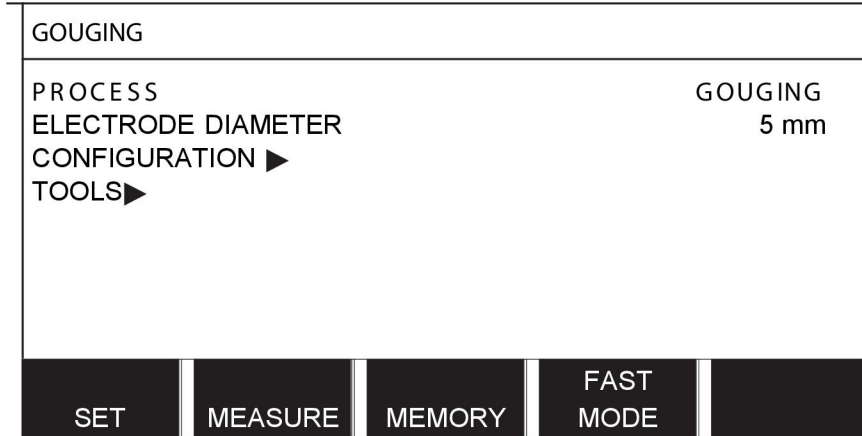 GOUGING
PROCESS GOUGING
ELECTRODE DIAMETER 5 mm
CONFIGURATION ▶
TOOLS▶
SET MEASURE MEMORY FAST MODE